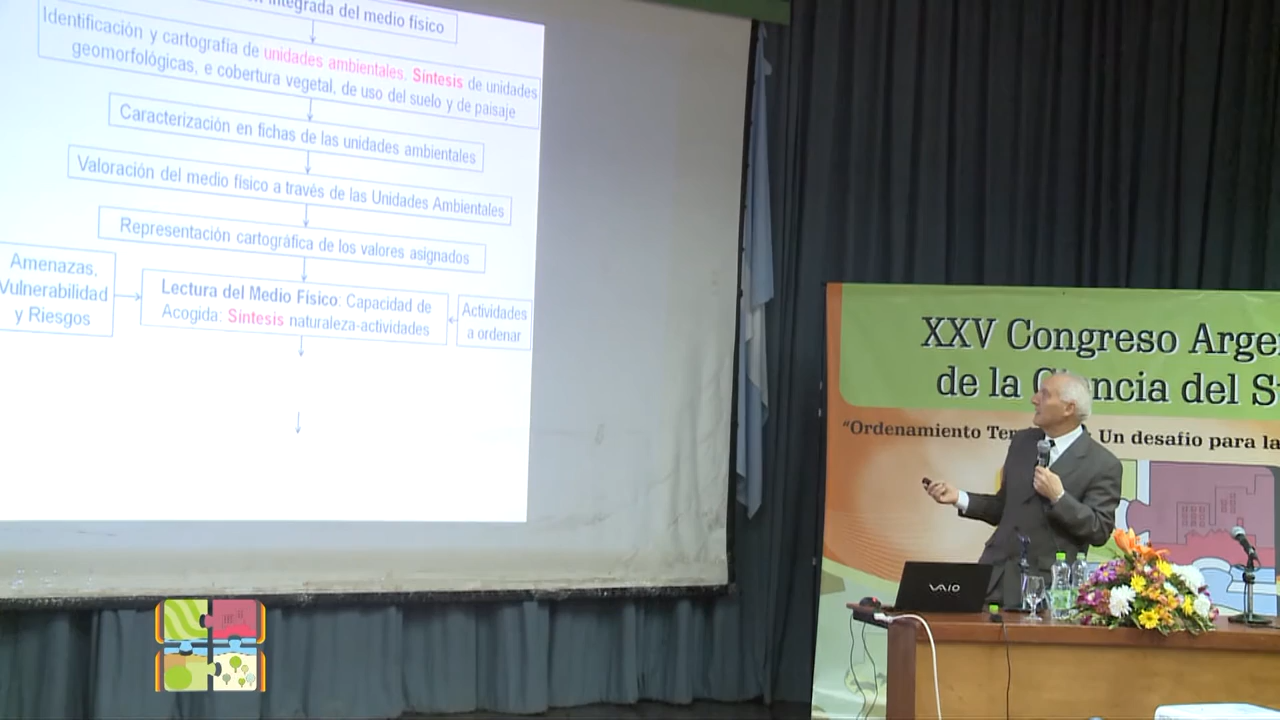 integrada del medio físico
Identificación y cartografía de unidades ambientales. Síntesis de unidades
geomorfológicas, e cobertura vegetal, de uso del suelo y de paisaje
Caracterización en fichas de las unidades ambientales
Valoración del medio físico a través de las Unidades Ambientales
Representación cartográfica de los valores asignados
Amenazas,
Vulnerabilidad
y Riesgos
Lectura del Medio Físico: Capacidad de
Acogida: Síntesis naturaleza-actividades
Actividades
a ordenar
XXV Congreso Arge
de la Ciencia del S
“Ordenamiento Ter Un desafio para la
VAIO